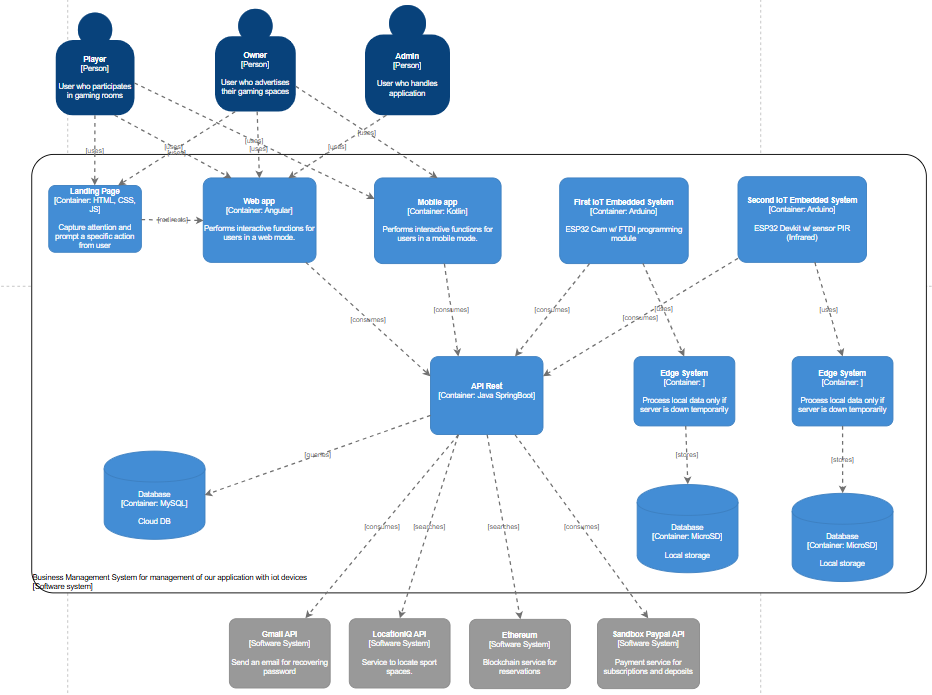 Player
[Person]
User who participates
in gaming rooms
Owner
[Person]
User who advertises
their gaming spaces
Admin
[Person]
User who handles
application
[uses]
[uses]
[uses]
[uses]
[uses]
[uses]
[uses]
Landing Page
[Container: HTML, CSS,
JS]
Capture attention and
prompt a specific action
from user
[redireals]
Web app
[Container: Angular]
Performs interactive functions for
users in a web mode.
Mobile app
[Container: Kotlin]
Performs interactive functions for
users in a mobile mode.
First IoT Embedded System
[Container: Arduino]
ESP32 Cam w/ FTDI programming
module
Second IoT Embedded System
[Container: Arduino]
ESP32 Devkit w/ sensor PIR
(Infrared)
[consumes]
[consumes]
[consumes]
[consumes]
[uses]
[uses]
API Rest
[Container: Java SpringBoot]
Edge System
[Container: ]
Process local data only if
server is down temporarily
Edge System
[Container: ]
Process local data only if
server is down temporarily
[queries]
[stores]
[stores]
Database
[Container: MySQL]
Cloud DB
Database
[Container: MicroSD]
Local storage
Database
[Container: MicroSD]
Local storage
[consumes]
[searches]
[searches]
[consumes]
Business Management System for management of our application with iot devices
[Software system]
Gmail API
[Software System]
Send an email for recovering
password
LocationIQ API
[Software System]
Service to locate sport
spaces.
Ethereum
[Software System]
Blockchain service for
reservations
Sandbox Paypal API
[Software System]
Payment service for
subscriptions and deposits